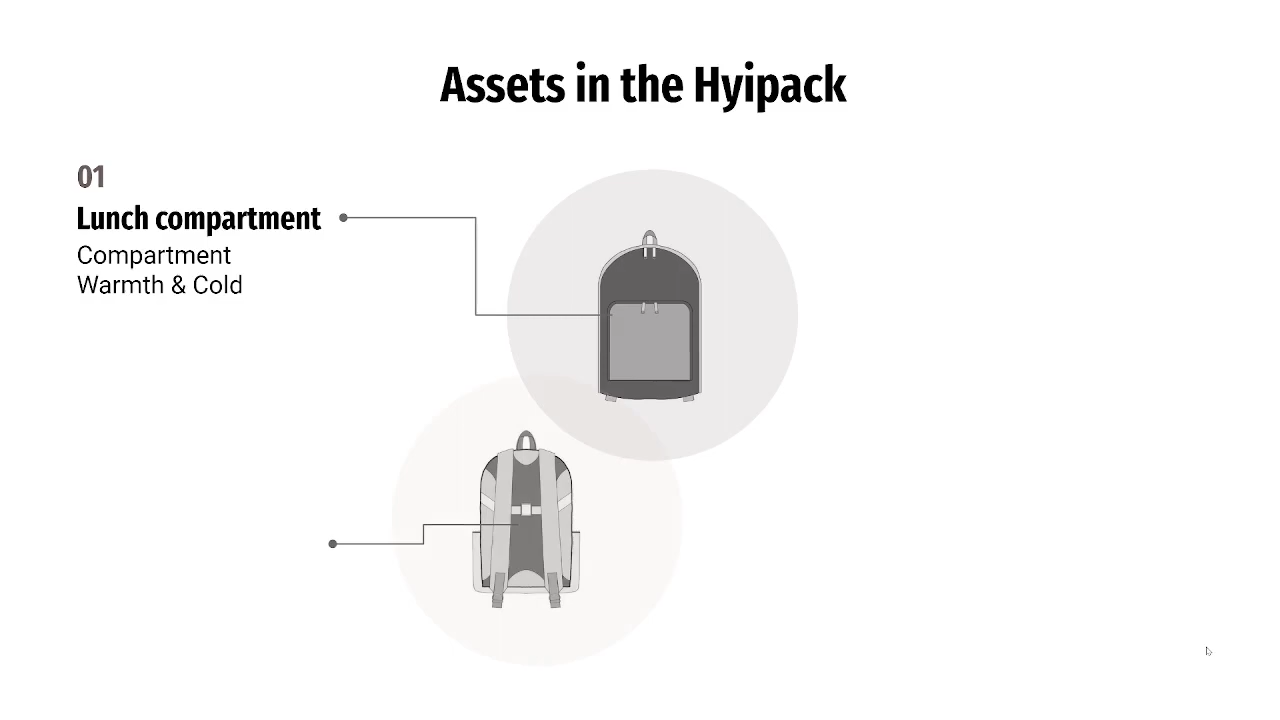 Assets in the Hyipack
01
Lunch compartment
Compartment
Warmth & Cold